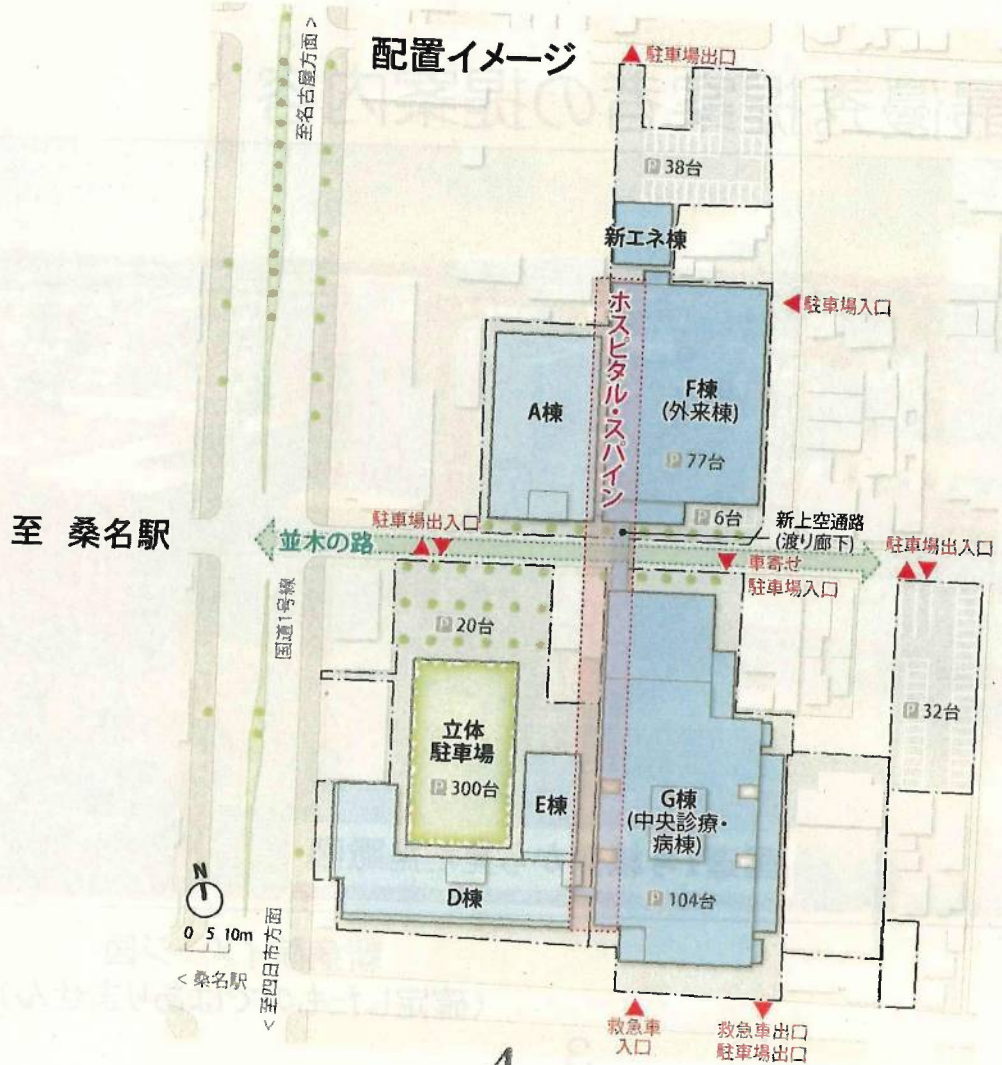 配置イメージ
至名古屋方面 >
駐車場出口
P 38台
新エネ棟
駐車場入口
ホスピタル・スパイン
A棟
F棟
(外来棟)
P 77台
P 6台
新上空通路
(渡り廊下)
至 桑名駅
並木の路
駐車場出入口
駐車場出入口
車寄せ
駐車場入口
国道1号線
P 20台
P 32台
立体
駐車場
P 300台
E棟
G棟
(中央診療・
病棟)
P 104台
D棟
N
0 5 10m
< 桑名駅
< 至四日市方面
救急車
入口
救急車出口
駐車場出口